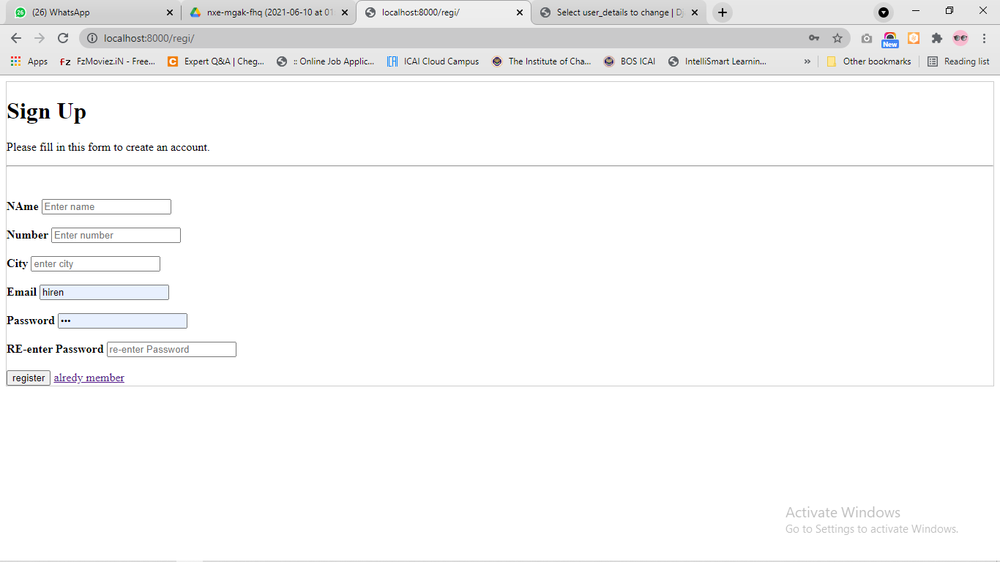 26 (26) WhatsApp nxe-mgak-fhq (2021-06-10 at 01 localhost:8000/regi/ Select user_details to change | Dj
localhost:8000/regi/ New
Apps fz FzMoviez.iN - Free... C Expert Q&A | Cheg... :: Online Job Applic... ICAI Cloud Campus The Institute of Cha... BOS ICAI IntelliSmart Learnin... » Other bookmarks Reading list
Sign Up
Please fill in this form to create an account.
NAme Enter name
Number Enter number
City enter city
Email hiren
Password •••
RE-enter Password re-enter Password
register alredy member
Activate Windows
Go to Settings to activate Windows.